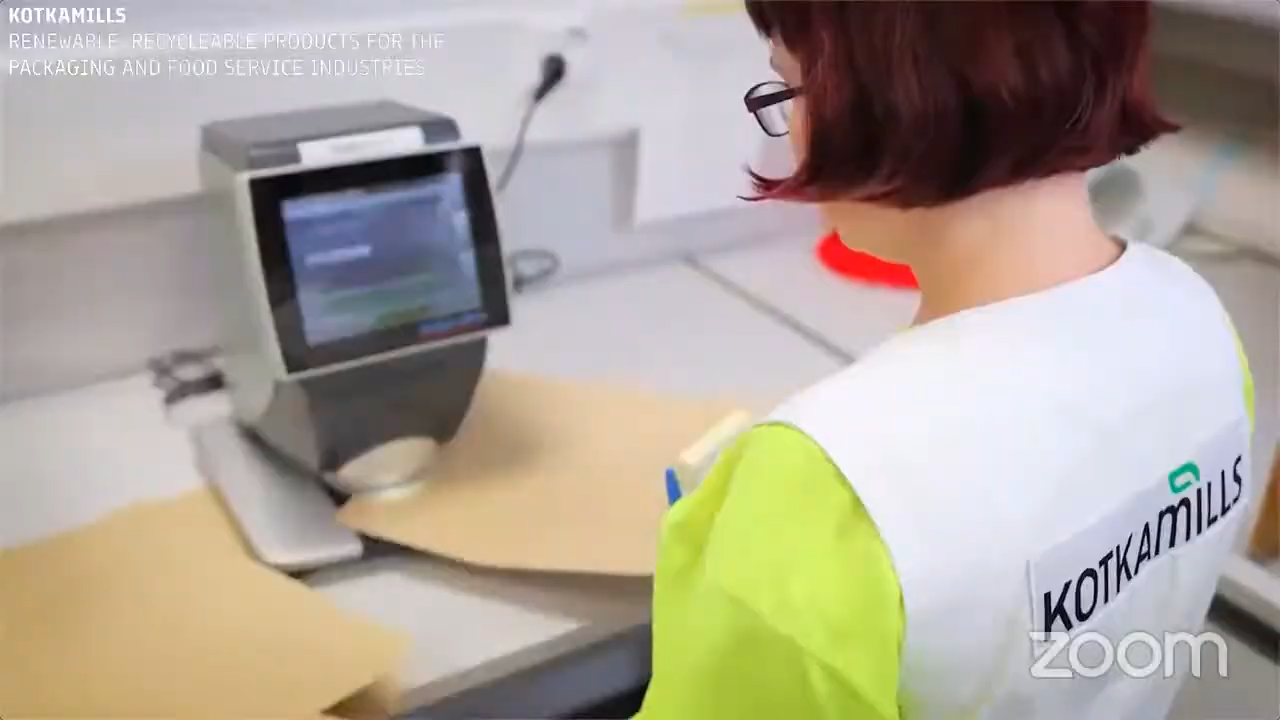 KOTKAMILLS
RENEWABLE, RECYCLEABLE PRODUCTS FOR THE
PACKAGING AND FOOD SERVICE INDUSTRIES
KOTKAMILLS
zoom